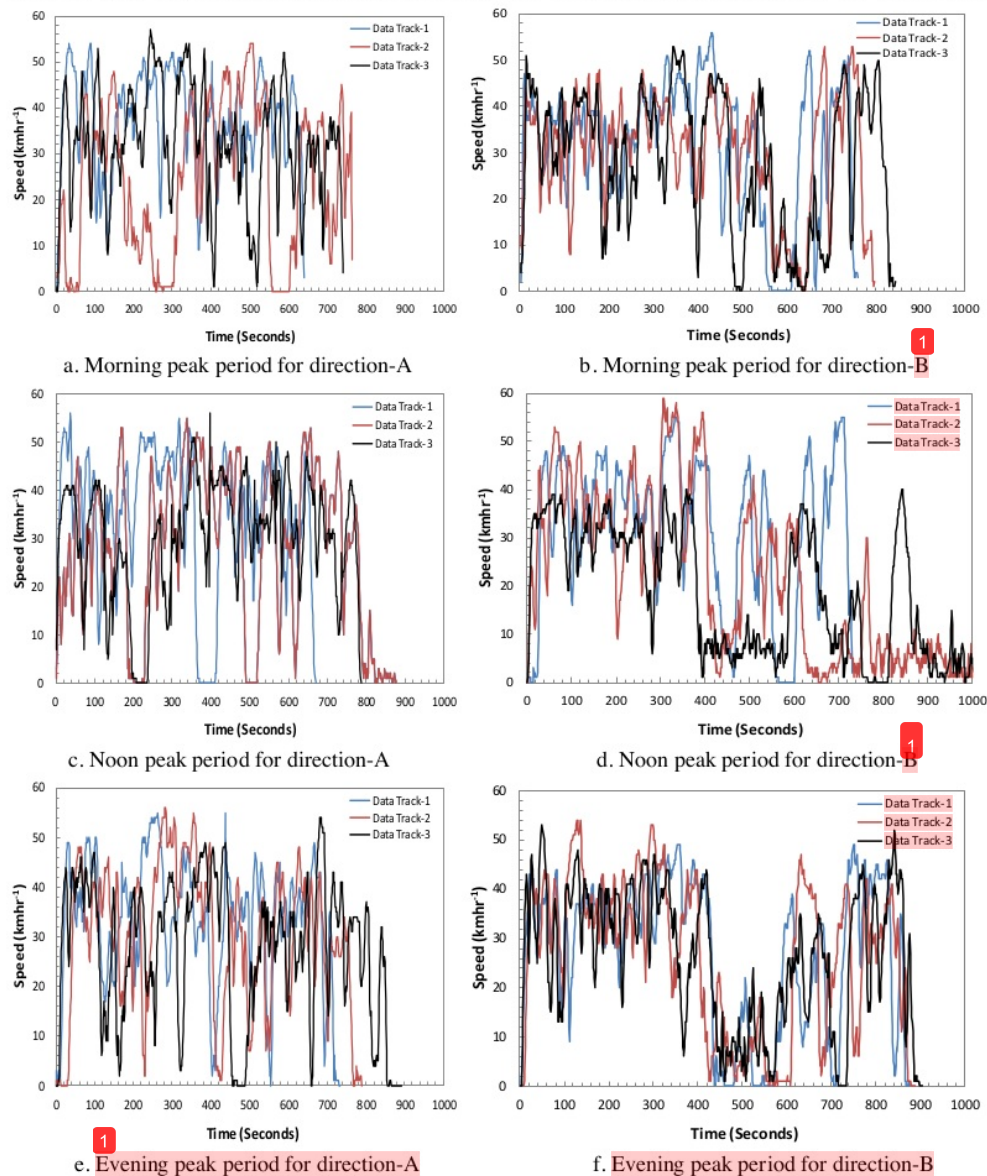 60
50
40
30
20
10
0
Speed (kmhr⁻¹)
Data Track-1
Data Track-2
Data Track-3
0 100 200 300 400 500 600 700 800 900 1000
Time (Seconds)
a. Morning peak period for direction-A
60
50
40
30
20
10
0
Speed (kmhr⁻¹)
Data Track-1
Data Track-2
Data Track-3
0 100 200 300 400 500 600 700 800 900 1000
Time (Seconds)
1
b. Morning peak period for direction-B
60
50
40
30
20
10
0
Speed (kmhr⁻¹)
Data Track-1
Data Track-2
Data Track-3
0 100 200 300 400 500 600 700 800 900 1000
Time (Seconds)
c. Noon peak period for direction-A
60
50
40
30
20
10
0
Speed (kmhr⁻¹)
Data Track-1
Data Track-2
Data Track-3
0 100 200 300 400 500 600 700 800 900 1000
Time (Seconds)
1
d. Noon peak period for direction-B
60
50
40
30
20
10
0
Speed (kmhr⁻¹)
Data Track-1
Data Track-2
Data Track-3
0 100 200 300 400 500 600 700 800 900 1000
Time (Seconds)
1
e. Evening peak period for direction-A
60
50
40
30
20
10
0
Speed (kmhr⁻¹)
Data Track-1
Data Track-2
Data Track-3
0 100 200 300 400 500 600 700 800 900 1000
Time (Seconds)
f. Evening peak period for direction-B